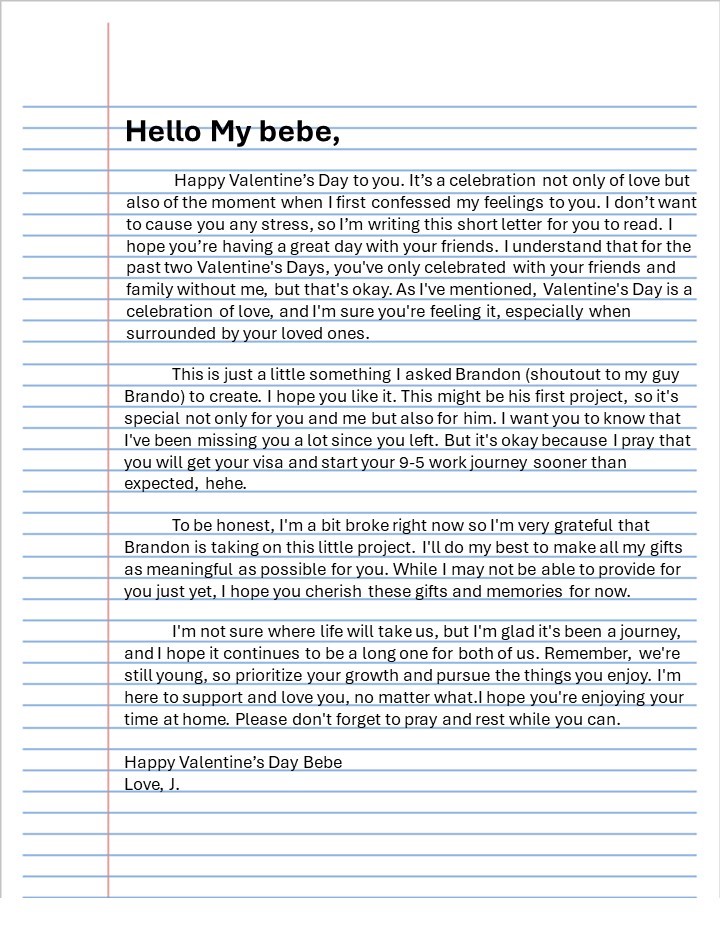 Hello My bebe,
Happy Valentine’s Day to you. It’s a celebration not only of love but
also of the moment when I first confessed my feelings to you. I don’t want
to cause you any stress, so I’m writing this short letter for you to read. I
hope you’re having a great day with your friends. I understand that for the
past two Valentine's Days, you've only celebrated with your friends and
family without me, but that's okay. As I've mentioned, Valentine's Day is a
celebration of love, and I'm sure you're feeling it, especially when
surrounded by your loved ones.
This is just a little something I asked Brandon (shoutout to my guy
Brando) to create. I hope you like it. This might be his first project, so it's
special not only for you and me but also for him. I want you to know that
I've been missing you a lot since you left. But it's okay because I pray that
you will get your visa and start your 9-5 work journey sooner than
expected, hehe.
To be honest, I'm a bit broke right now so I'm very grateful that
Brandon is taking on this little project. I'll do my best to make all my gifts
as meaningful as possible for you. While I may not be able to provide for
you just yet, I hope you cherish these gifts and memories for now.
I'm not sure where life will take us, but I'm glad it's been a journey,
and I hope it continues to be a long one for both of us. Remember, we're
still young, so prioritize your growth and pursue the things you enjoy. I'm
here to support and love you, no matter what.I hope you're enjoying your
time at home. Please don't forget to pray and rest while you can.
Happy Valentine’s Day Bebe
Love, J.